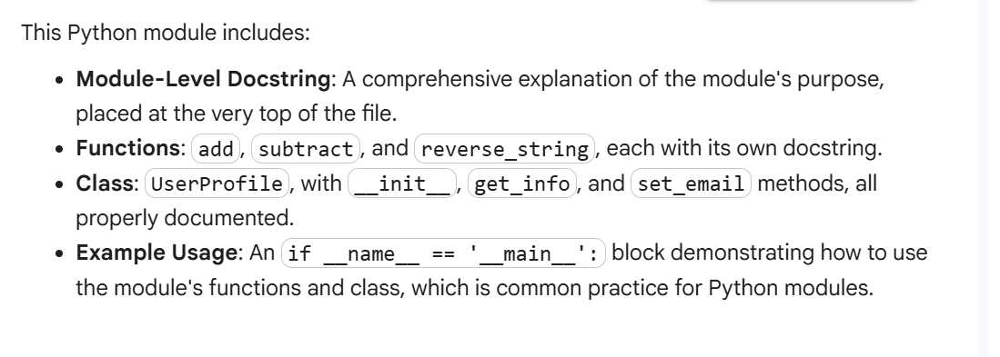 This Python module includes:
• Module-Level Docstring: A comprehensive explanation of the module's purpose,
placed at the very top of the file.
• Functions: add, subtract, and reverse_string, each with its own docstring.
• Class: UserProfile, with __init__, get_info, and set_email methods, all
properly documented.
• Example Usage: An if __name__ == '__main__': block demonstrating how to use
the module's functions and class, which is common practice for Python modules.